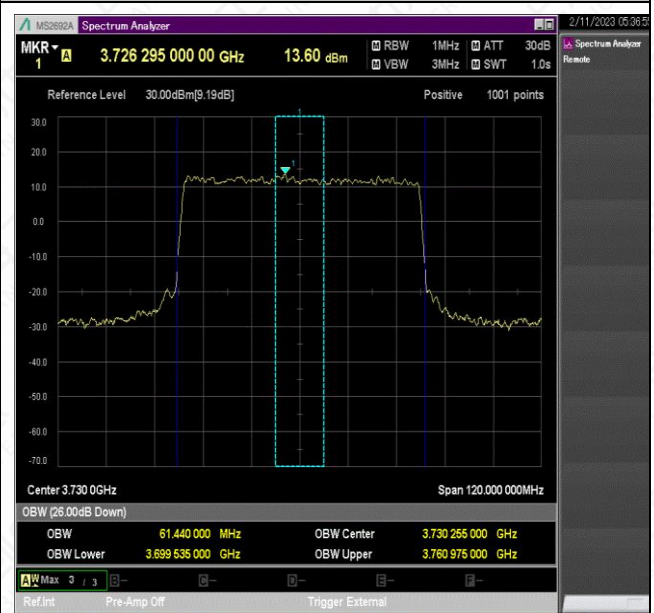 MS2692A Spectrum Analyzer
2/11/2023 05:36:55
MKR 1 A 3.726 295 000 00 GHz 13.60 dBm
M RBW 1MHz M ATT 30dB
M VBW 3MHz M SWT 1.0s
Spectrum Analyzer
Remote
Reference Level 30.00dBm[9.19dB] Positive 1001 points
1
30.0
20.0
1
10.0
0.0
-10.0
-20.0
-30.0
-40.0
-50.0
-60.0
-70.0
Center 3.730 0GHz Span 120.000 000MHz
OBW (26.00dB Down)
OBW 61.440 000 MHz OBW Center 3.730 255 000 GHz
OBW Lower 3.699 535 000 GHz OBW Upper 3.760 975 000 GHz
A W Max 3 / 3 B- C- D- E- F-
Ref.Int Pre-Amp Off Trigger External